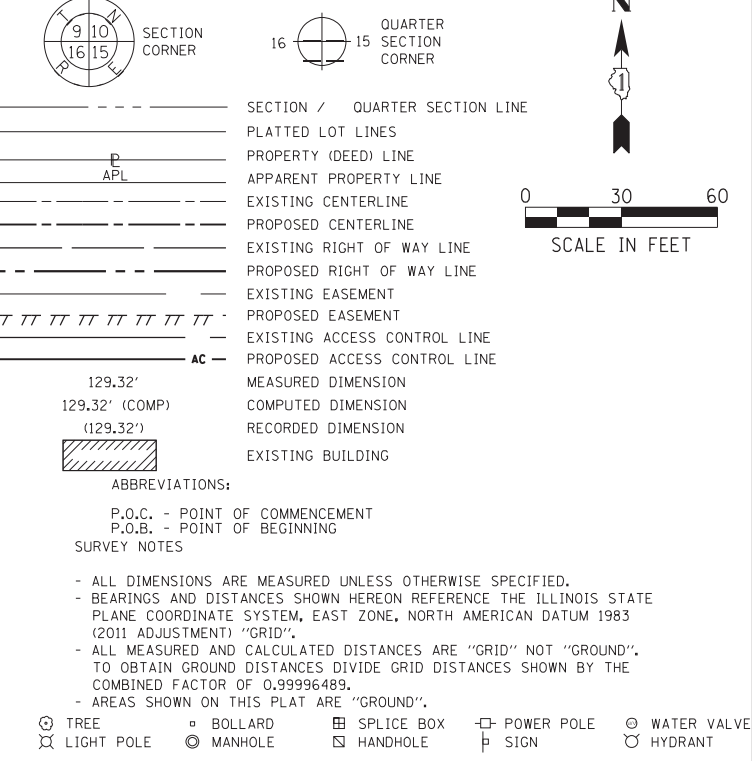 T N
9 10
16 15
R E
SECTION
CORNER
16
15
QUARTER
SECTION
CORNER
N
1
SECTION / QUARTER SECTION LINE
PLATTED LOT LINES
PL
PROPERTY (DEED) LINE
APL
APPARENT PROPERTY LINE
EXISTING CENTERLINE
PROPOSED CENTERLINE
EXISTING RIGHT OF WAY LINE
PROPOSED RIGHT OF WAY LINE
EXISTING EASEMENT
PROPOSED EASEMENT
EXISTING ACCESS CONTROL LINE
AC PROPOSED ACCESS CONTROL LINE
0 30 60
SCALE IN FEET
129.32' MEASURED DIMENSION
129.32' (COMP) COMPUTED DIMENSION
(129.32') RECORDED DIMENSION
EXISTING BUILDING
ABBREVIATIONS:
P.O.C. - POINT OF COMMENCEMENT
P.O.B. - POINT OF BEGINNING
SURVEY NOTES
- ALL DIMENSIONS ARE MEASURED UNLESS OTHERWISE SPECIFIED.
- BEARINGS AND DISTANCES SHOWN HEREON REFERENCE THE ILLINOIS STATE
PLANE COORDINATE SYSTEM, EAST ZONE, NORTH AMERICAN DATUM 1983
(2011 ADJUSTMENT) "GRID".
- ALL MEASURED AND CALCULATED DISTANCES ARE "GRID" NOT "GROUND".
TO OBTAIN GROUND DISTANCES DIVIDE GRID DISTANCES SHOWN BY THE
COMBINED FACTOR OF 0.99996489.
- AREAS SHOWN ON THIS PLAT ARE "GROUND".
TREE BOLLARD SPLICE BOX POWER POLE WATER VALVE
LIGHT POLE MANHOLE HANDHOLE SIGN HYDRANT